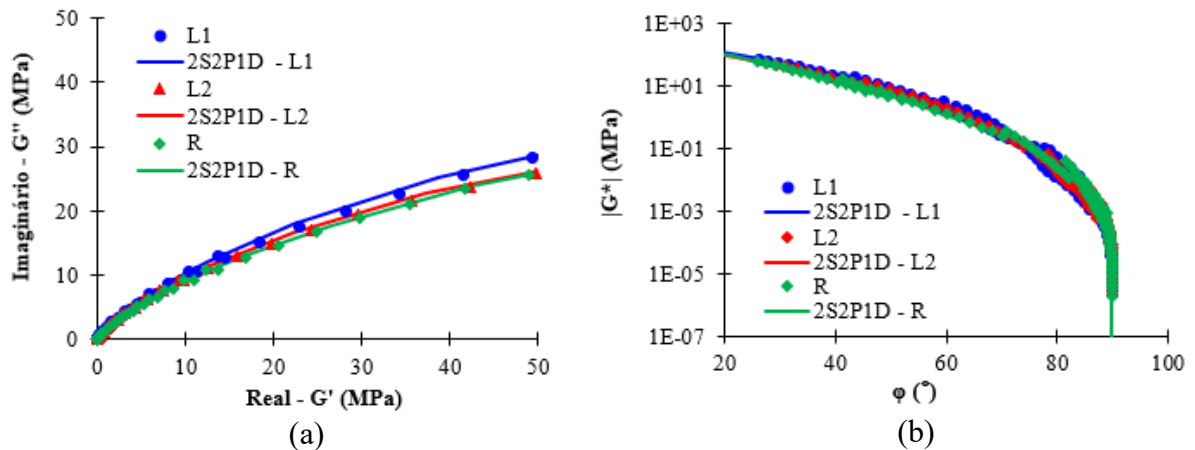 50
40
30
20
10
0
Imaginário - G" (MPa)
L1
2S2P1D - L1
L2
2S2P1D - L2
R
2S2P1D - R
0 10 20 30 40 50
Real - G' (MPa)
(a)
1E+03
1E+01
1E-01
1E-03
1E-05
1E-07
|G*| (MPa)
L1
2S2P1D - L1
L2
2S2P1D - L2
R
2S2P1D - R
20 40 60 80 100
φ (°)
(b)